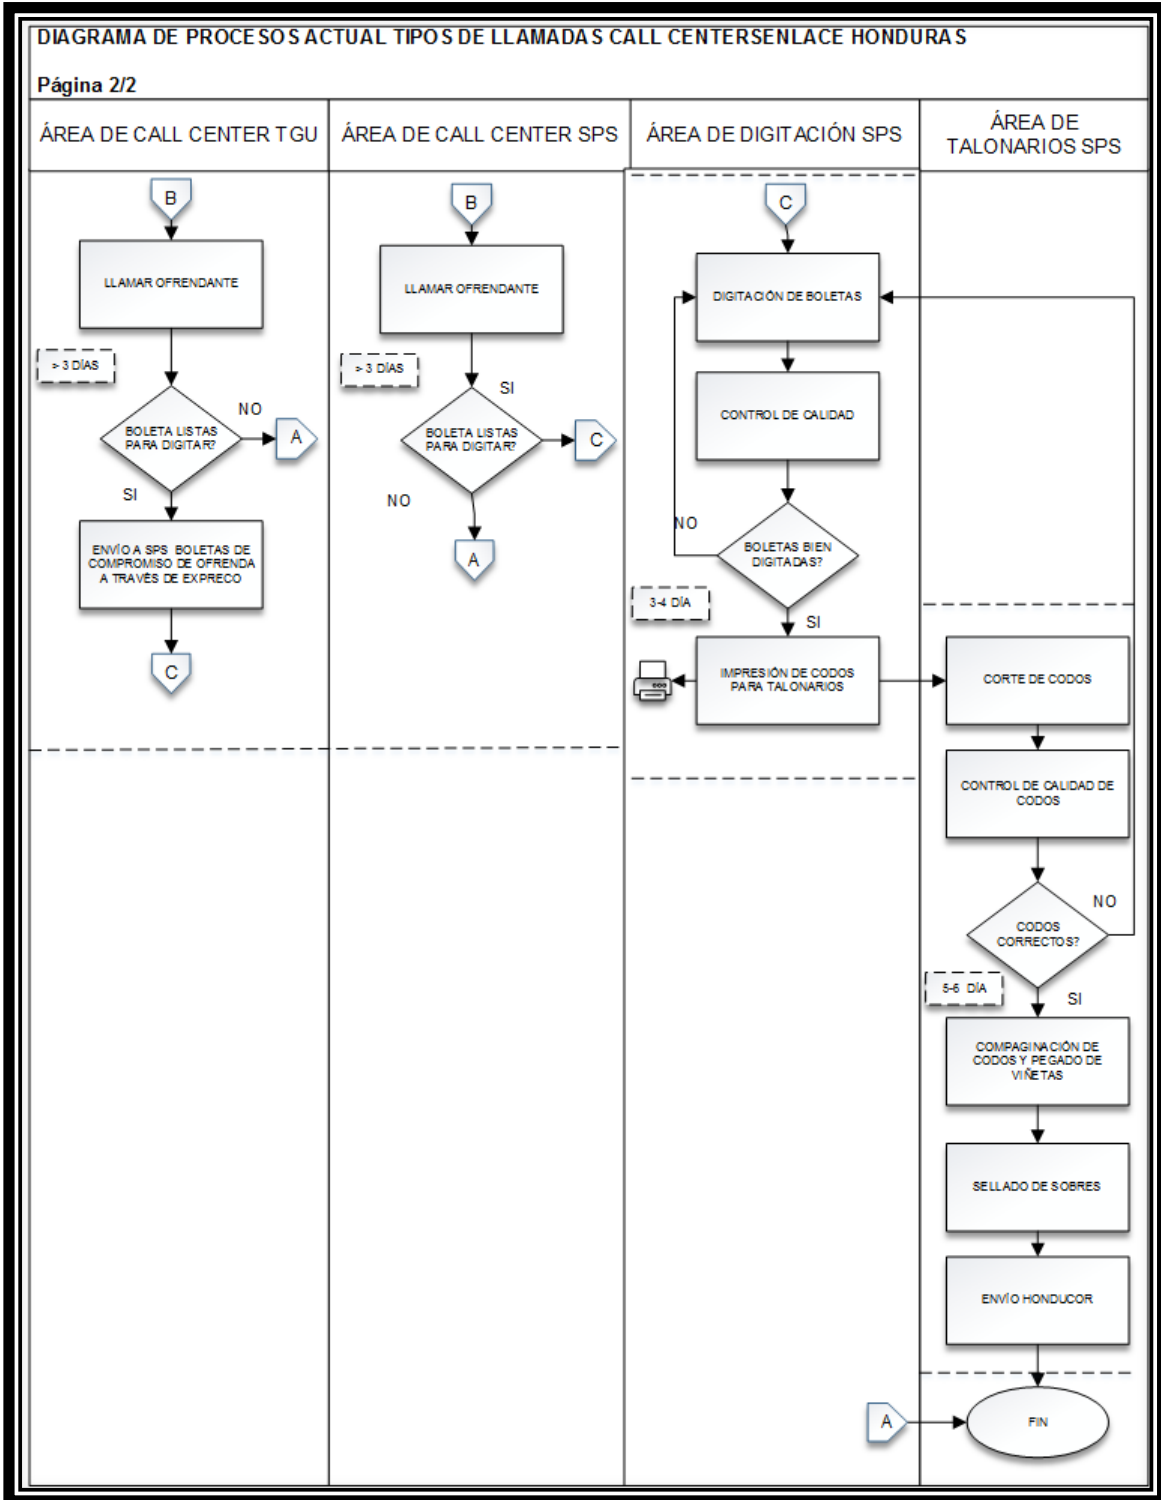 DIAGRAMA DE PROCESOS ACTUAL TIPOS DE LLAMADAS CALL CENTERSENLACE HONDURAS
Página 2/2
ÁREA DE CALL CENTER TGU
ÁREA DE CALL CENTER SPS
ÁREA DE DIGITACIÓN SPS
ÁREA DE
TALONARIOS SPS
B
LLAMAR OFRENDANTE
> 3 DÍAS
BOLETA LISTAS
PARA DIGITAR?
NO
A
SI
ENVÍO A SPS BOLETAS DE
COMPROMISO DE OFRENDA
A TRAVÉS DE EXPRECO
C
B
LLAMAR OFRENDANTE
> 3 DÍAS
SI
BOLETA LISTAS
PARA DIGITAR?
C
NO
A
C
DIGITACIÓN DE BOLETAS
CONTROL DE CALIDAD
NO
BOLETAS BIEN
DIGITADAS?
3-4 DÍA
SI
IMPRESIÓN DE CODOS
PARA TALONARIOS
CORTE DE CODOS
CONTROL DE CALIDAD DE
CODOS
NO
CODOS
CORRECTOS?
5-6 DÍA
SI
COMPAGINACIÓN DE
CODOS Y PEGADO DE
VIÑETAS
SELLADO DE SOBRES
ENVÍO HONDUCOR
A
FIN